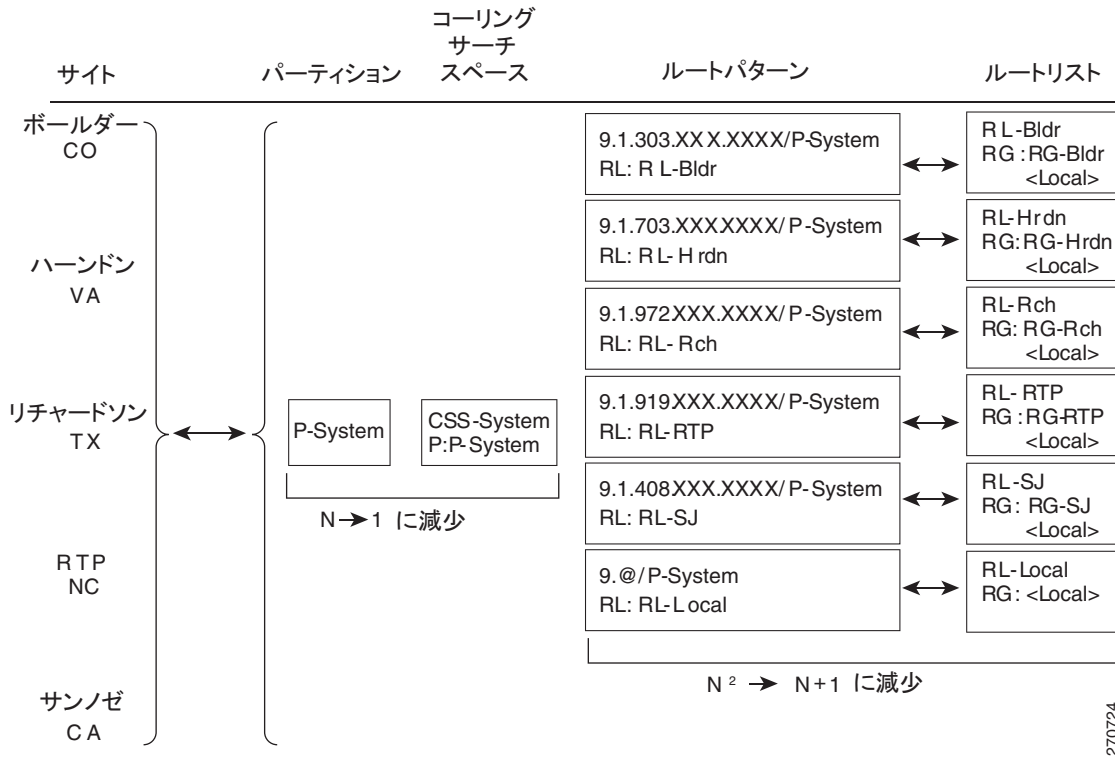 サイト
パーティション
コーリング
サーチ
スペース
ルートパターン
ルートリスト
ボールダー
CO
ハーンドン
VA
リチャードソン
TX
RTP
NC
サンノゼ
CA
P-System
CSS-System
P:P-System
N→1 に減少
9.1.303.XXX.XXXX/P-System
RL: RL-Bldr
RL-Bldr
RG:RG-Bldr
<Local>
9.1.703.XXX.XXXX/P-System
RL: RL-Hrdn
RL-Hrdn
RG:RG-Hrdn
<Local>
9.1.972XXX.XXXX/P-System
RL: RL-Rch
RL-Rch
RG: RG-Rch
<Local>
9.1.919XXX.XXXX/P-System
RL: RL-RTP
RL-RTP
RG:RG-RTP
<Local>
9.1.408XXX.XXXX/P-System
RL: RL-SJ
RL-SJ
RG: RG-SJ
<Local>
9.@/P-System
RL: RL-Local
RL-Local
RG: <Local>
N² → N+1 に減少
270724